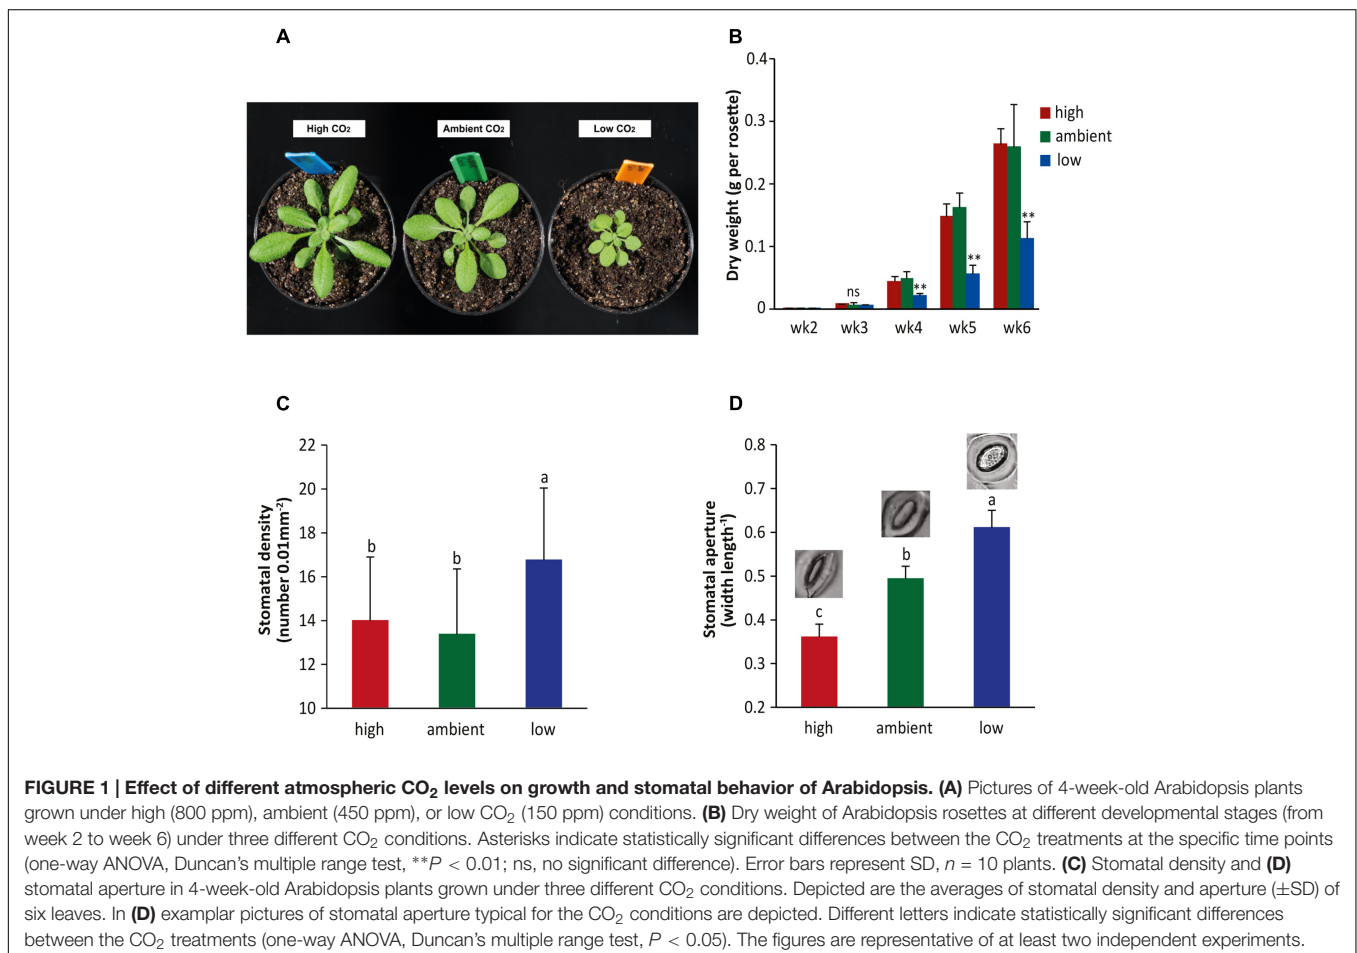 A
High CO2
Ambient CO2
Low CO2
B
Dry weight (g per rosette)
0.4
0.3
0.2
0.1
0
high
ambient
low
ns
**
**
**
wk2 wk3 wk4 wk5 wk6
C
Stomatal density
(number 0.01mm-2)
22
20
18
16
14
12
10
b
b
a
high ambient low
D
Stomatal aperture
(width length-1)
0.8
0.7
0.6
0.5
0.4
0.3
0.2
c
b
a
high ambient low
FIGURE 1 | Effect of different atmospheric CO2 levels on growth and stomatal behavior of Arabidopsis. (A) Pictures of 4-week-old Arabidopsis plants
grown under high (800 ppm), ambient (450 ppm), or low CO2 (150 ppm) conditions. (B) Dry weight of Arabidopsis rosettes at different developmental stages (from
week 2 to week 6) under three different CO2 conditions. Asterisks indicate statistically significant differences between the CO2 treatments at the specific time points
(one-way ANOVA, Duncan's multiple range test, **P < 0.01; ns, no significant difference). Error bars represent SD, n = 10 plants. (C) Stomatal density and (D)
stomatal aperture in 4-week-old Arabidopsis plants grown under three different CO2 conditions. Depicted are the averages of stomatal density and aperture (±SD) of
six leaves. In (D) examplar pictures of stomatal aperture typical for the CO2 conditions are depicted. Different letters indicate statistically significant differences
between the CO2 treatments (one-way ANOVA, Duncan's multiple range test, P < 0.05). The figures are representative of at least two independent experiments.